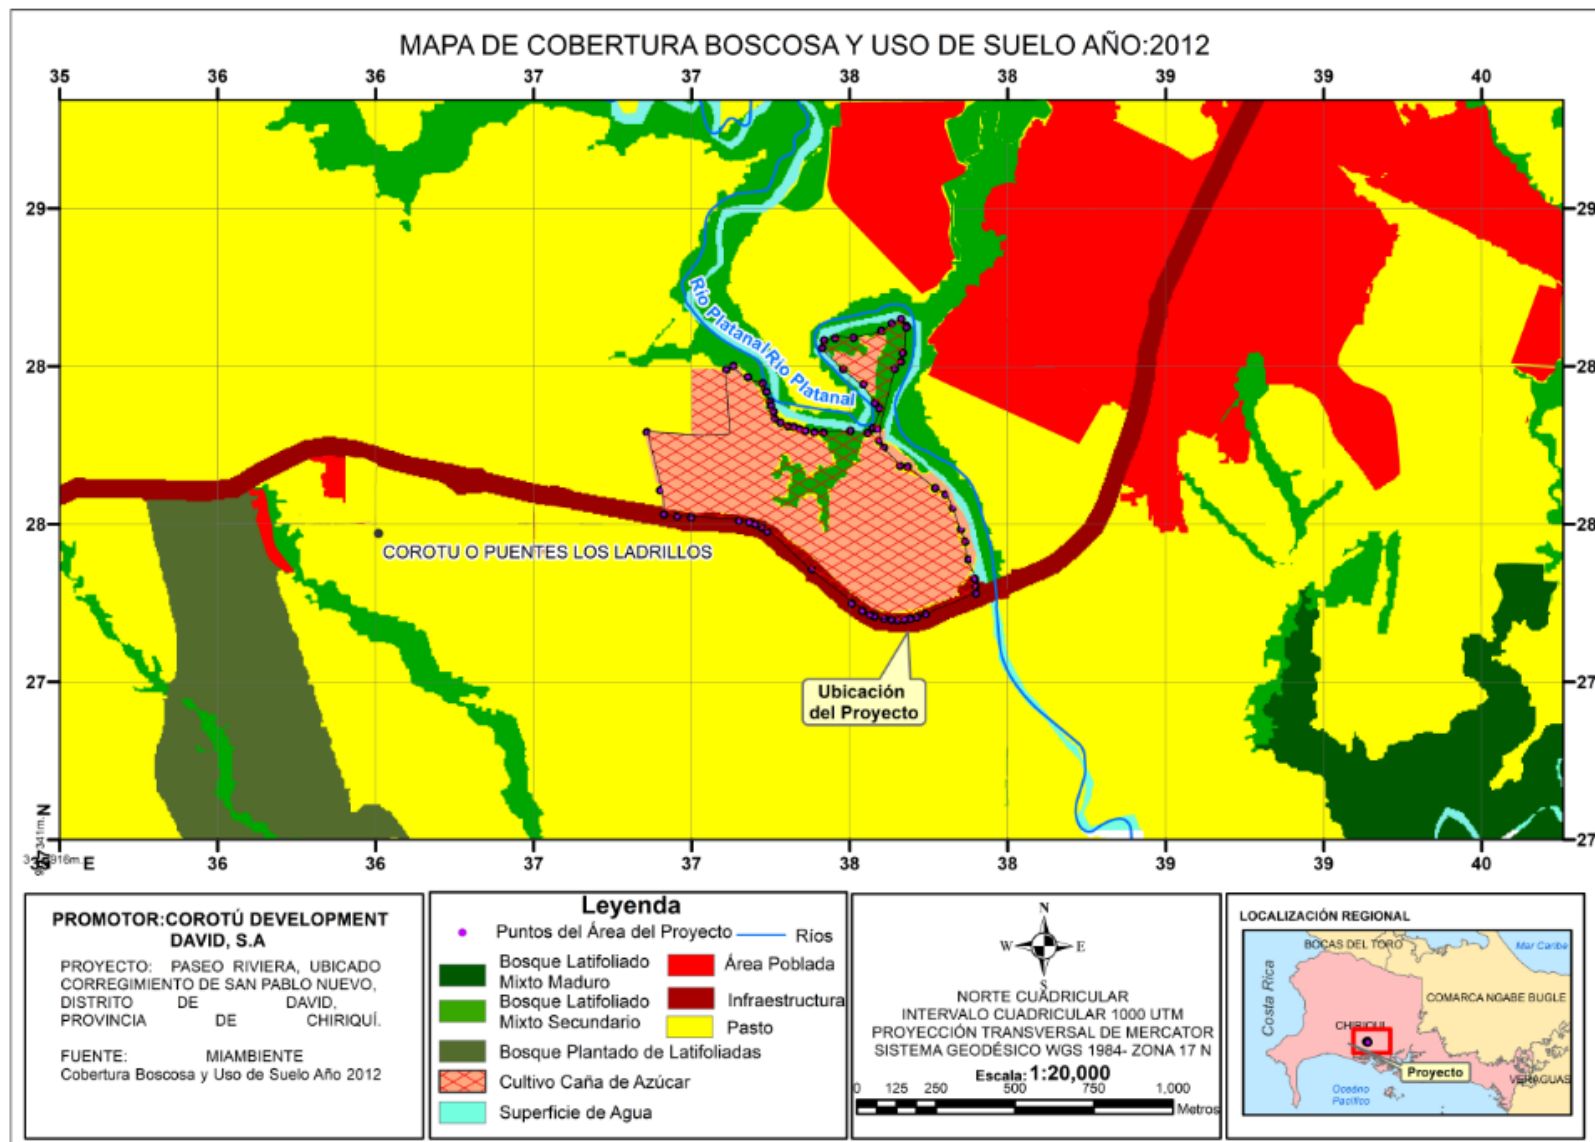 MAPA DE COBERTURA BOSCOSA Y USO DE SUELO AÑO:2012
35 36 36 37 37 38 38 39 39 40
29 29
28 28
28 28
27 27
27
Río Platanal Río Platanal
COROTU O PUENTES LOS LADRILLOS
Ubicación
del Proyecto
N
E
36 36 37 37 38 38 39 39 40
PROMOTOR:COROTÚ DEVELOPMENT
DAVID, S.A
PROYECTO: PASEO RIVIERA, UBICADO
CORREGIMIENTO DE SAN PABLO NUEVO,
DISTRITO DE DAVID,
PROVINCIA DE CHIRIQUÍ.
FUENTE: MIAMBIENTE
Cobertura Boscosa y Uso de Suelo Año 2012
Leyenda
Puntos del Área del Proyecto
Ríos
Bosque Latifoliado
Mixto Maduro
Área Poblada
Bosque Latifoliado
Mixto Secundario
Infraestructura
Pasto
Bosque Plantado de Latifoliadas
Cultivo Caña de Azúcar
Superficie de Agua
N
W E
S
NORTE CUADRICULAR
INTERVALO CUADRICULAR 1000 UTM
PROYECCIÓN TRANSVERSAL DE MERCATOR
SISTEMA GEODÉSICO WGS 1984- ZONA 17 N
Escala: 1:20,000
0 125 250 500 750 1,000
Metros
LOCALIZACIÓN REGIONAL
BOCAS DEL TORO
Mar Caribe
Costa Rica
COMARCA NGABE BUGLE
CHIRIQUI
Proyecto
VERAGUAS
Oceáno
Pacífico